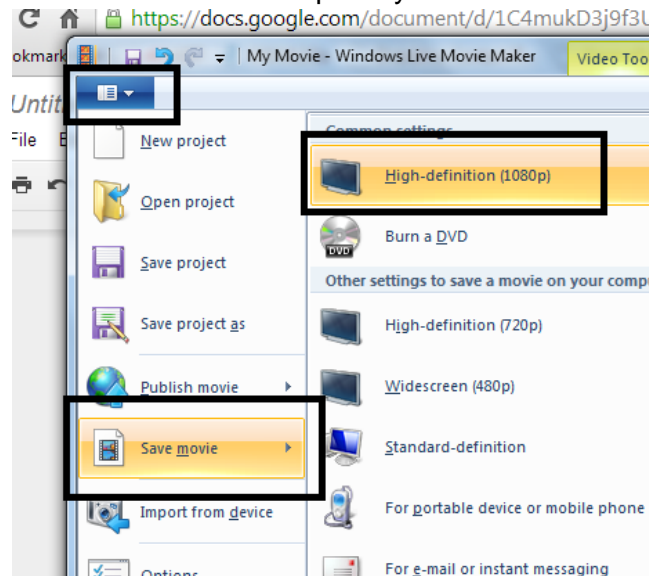 https://docs.google.com/document/d/1C4mukD3j9f3U
okmark
My Movie - Windows Live Movie Maker
Video Too
Untit
File E
New project
Open project
Save project
Save project as
Publish movie
Save movie
Import from device
Options
Common settings
High-definition (1080p)
Burn a DVD
Other settings to save a movie on your comp
High-definition (720p)
Widescreen (480p)
Standard-definition
For portable device or mobile phone
For e-mail or instant messaging